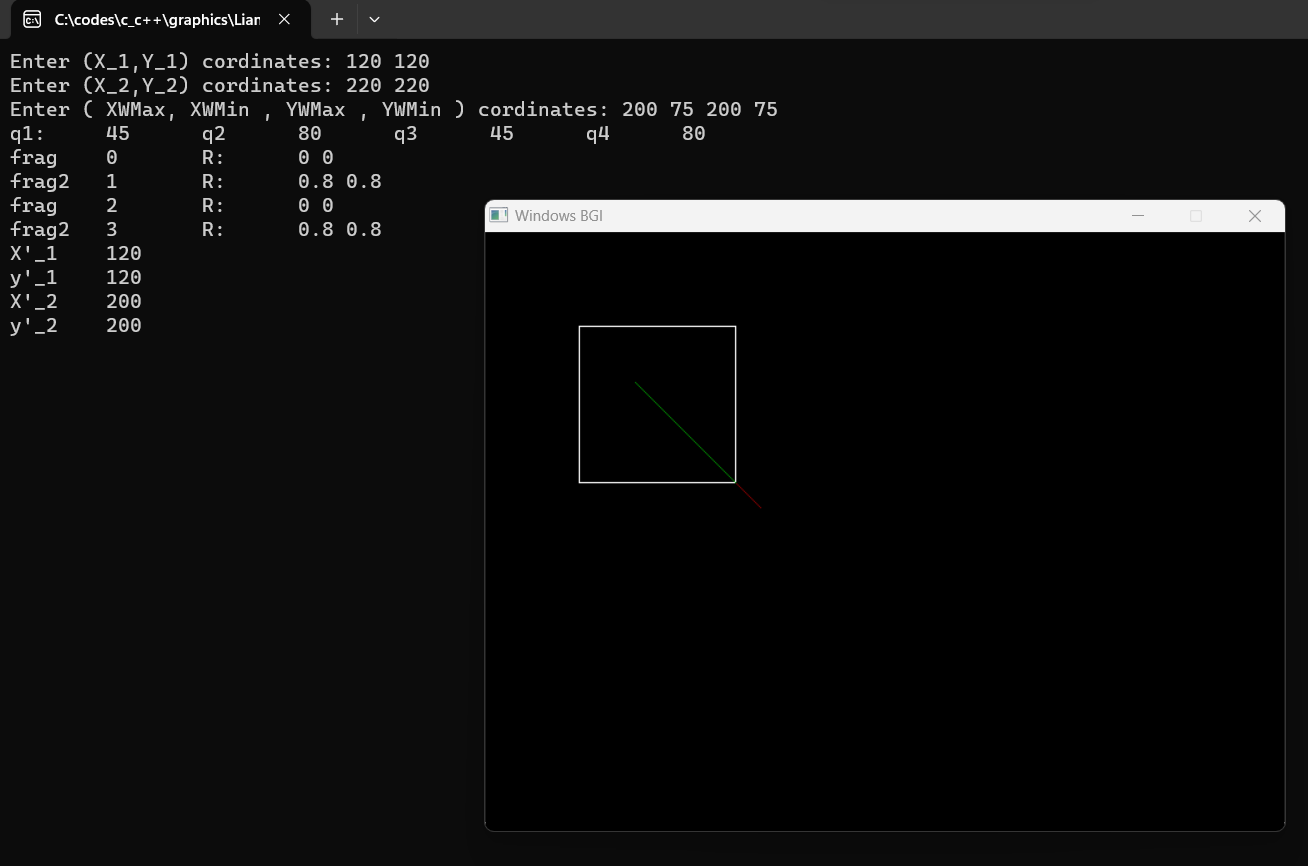 C:\codes\c_c++\graphics\Lian
Enter (X_1,Y_1) cordinates: 120 120
Enter (X_2,Y_2) cordinates: 220 220
Enter ( XWMax, XWMin , YWMax , YWMin ) cordinates: 200 75 200 75
q1: 45 q2 80 q3 45 q4 80
frag 0 R: 0 0
frag2 1 R: 0.8 0.8
frag 2 R: 0 0
frag2 3 R: 0.8 0.8
X'_1 120
y'_1 120
X'_2 200
y'_2 200
Windows BGI